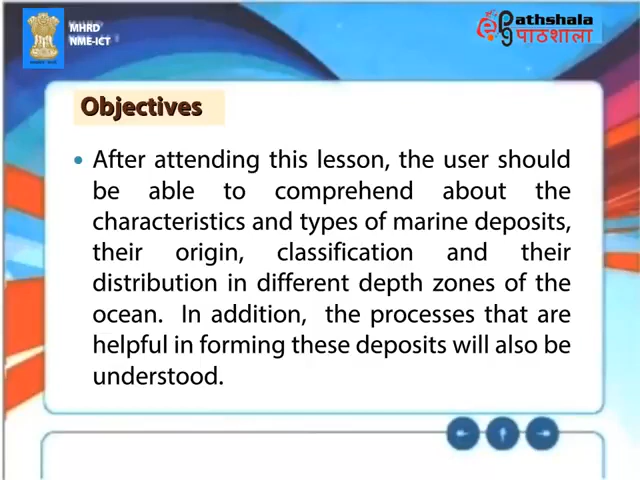 MHRD
NME-ICT
ePathshala
पाठशाला
Objectives
• After attending this lesson, the user should
be able to comprehend about the
characteristics and types of marine deposits,
their origin, classification and their
distribution in different depth zones of the
ocean. In addition, the processes that are
helpful in forming these deposits will also be
understood.